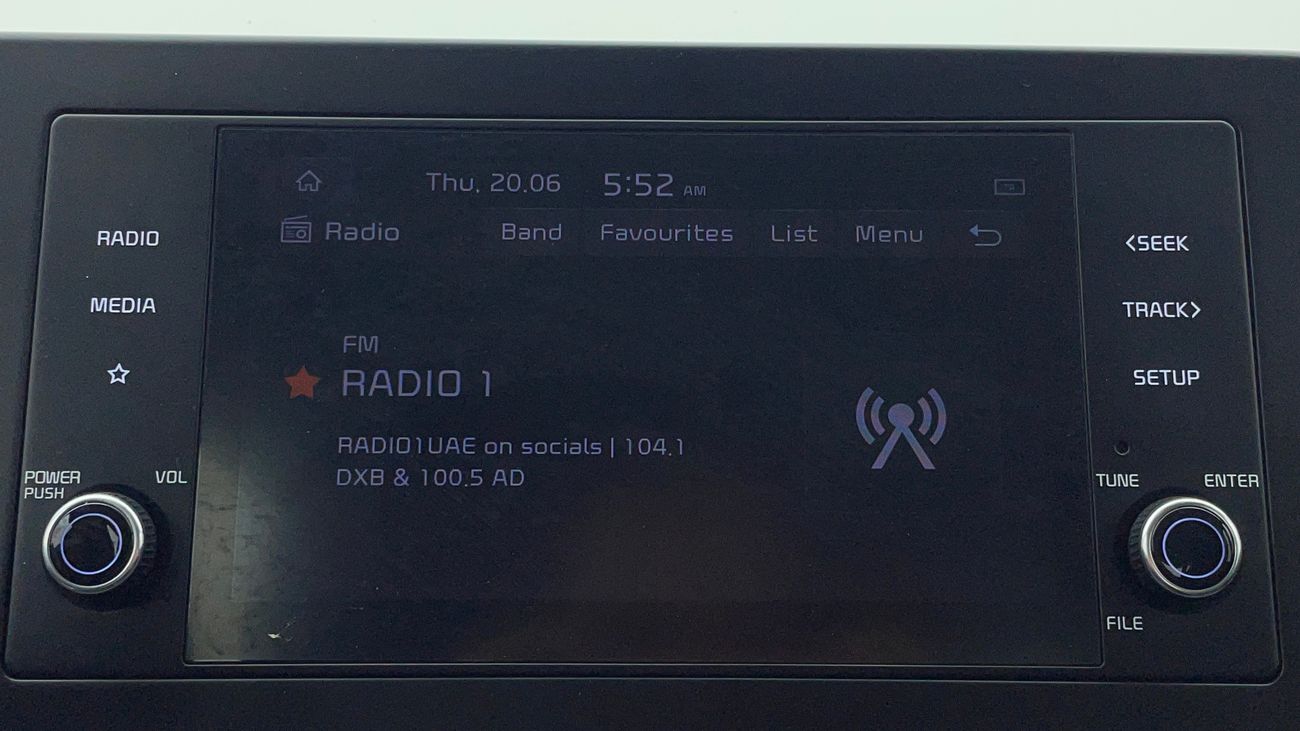 Thu, 20.06 5:52 AM
Radio Band Favourites List Menu
RADIO
MEDIA
FM
RADIO 1
RADIO1UAE on socials | 104.1
DXB & 100.5 AD
POWER
PUSH
VOL
<SEEK
TRACK>
SETUP
TUNE ENTER
FILE